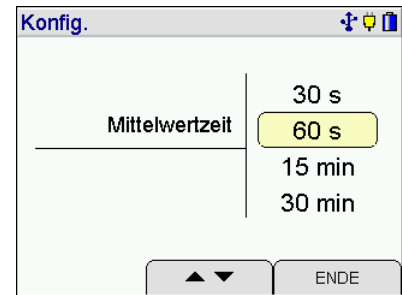 Konfig.
30 s
Mittelwertzeit
60 s
15 min
30 min
ENDE